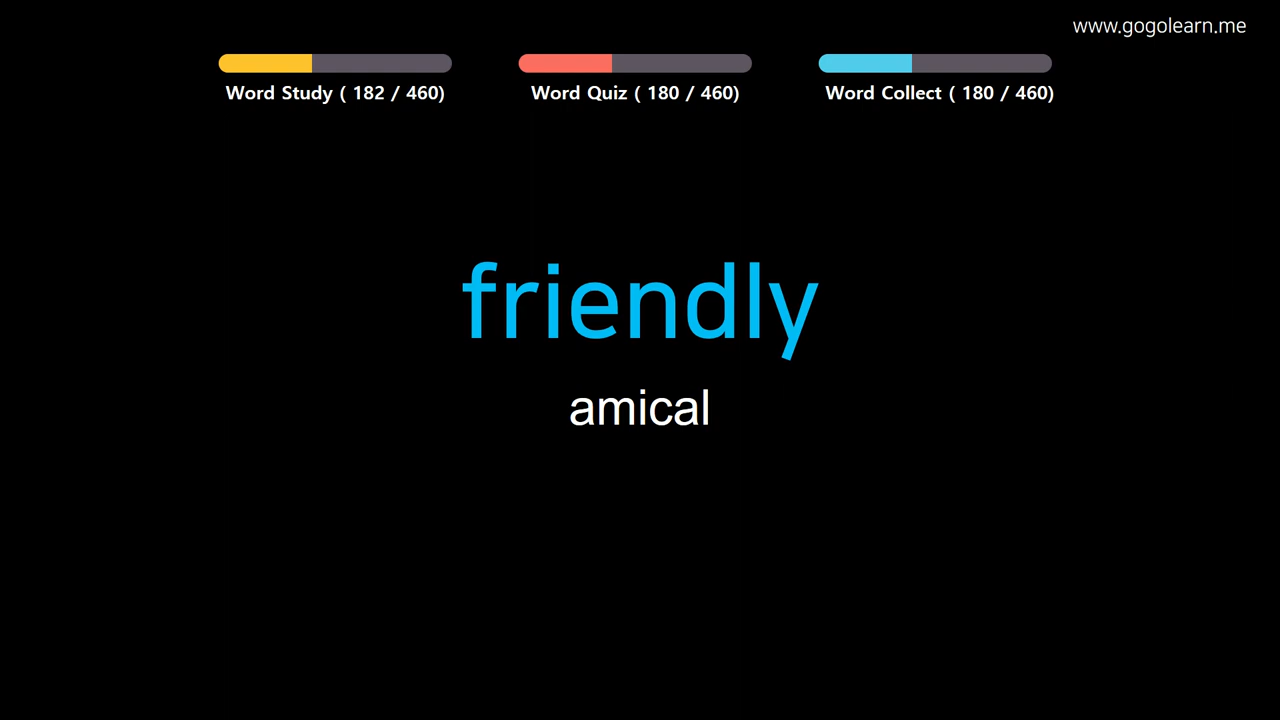 www.gogolearn.me
Word Study ( 182 / 460)
Word Quiz ( 180 / 460)
Word Collect ( 180 / 460)
friendly
amical